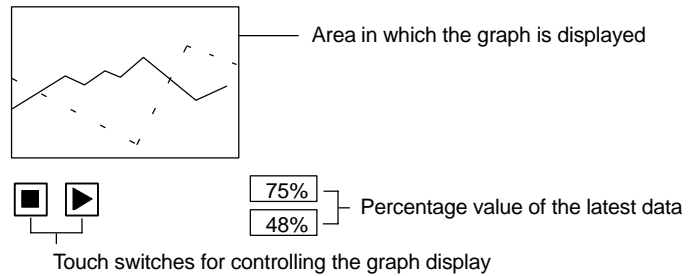 Area in which the graph is displayed
75%
48%
Percentage value of the latest data
Touch switches for controlling the graph display